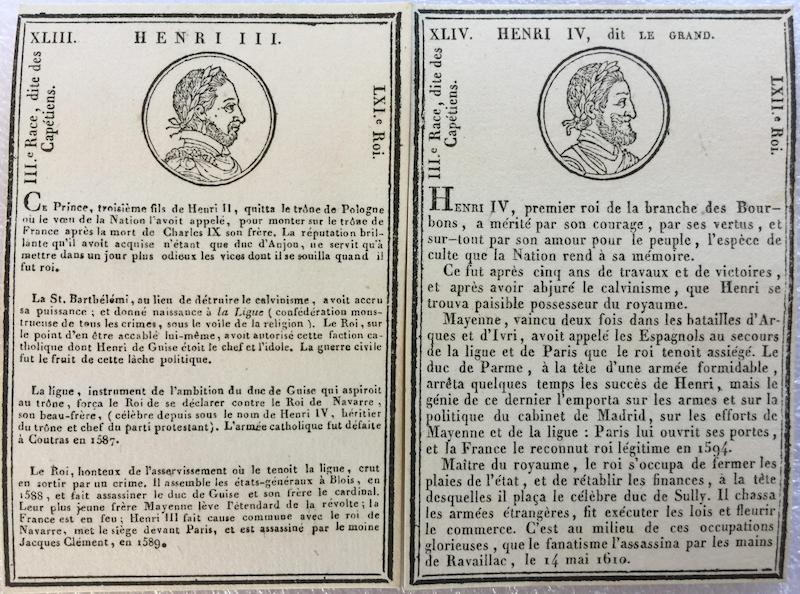 XLIII. HENRI III.
III.e Race, dite des
Capétiens.
LXI.e Roi.
CE Prince, troisième fils de Henri II, quitta le trône de Pologne
où le vœu de la Nation l'avoit appelé, pour monter sur le trône de
France après la mort de Charles IX son frère. La réputation bril-
lante qu'il avoit acquise n'étant que duc d'Anjou, ne servit qu'à
mettre dans un jour plus odieux les vices dont il se souilla quand il
fut roi.
La St. Barthélémi, au lieu de détruire le calvinisme, avoit accru
sa puissance; et donné naissance à la Ligue (confédération mons-
trueuse de tous les crimes, sous le voile de la religion). Le Roi, sur
le point d'en être accablé lui-même, avoit autorisé cette faction ca-
tholique dont Henri de Guise étoit le chef et l'idole. La guerre civile
fut le fruit de cette lâche politique.
La ligue, instrument de l'ambition du duc de Guise qui aspiroit
au trône, força le Roi de se déclarer contre le Roi de Navarre,
son beau-frère, (célèbre depuis sous le nom de Henri IV, héritier
du trône et chef du parti protestant). L'armée catholique fut défaite
à Coutras en 1587.
Le Roi, honteux de l'asservissement où le tenoit la ligue, crut
en sortir par un crime. Il assemble les états-généraux à Blois, en
1588, et fait assassiner le duc de Guise et son frère le cardinal.
Leur plus jeune frère Mayenne lève l'étendard de la révolte; la
France est en feu; Henri III fait cause commune avec le roi de
Navarre, met le siège devant Paris, et est assassiné par le moine
Jacques Clément, en 1589.
XLIV. HENRI IV, dit LE GRAND.
III.e Race, dite des
Capétiens.
LXII.e Roi.
HENRI IV, premier roi de la branche des Bour-
bons, a mérité par son courage, par ses vertus, et
sur-tout par son amour pour le peuple, l'espèce de
culte que la Nation rend à sa mémoire.
Ce fut après cinq ans de travaux et de victoires,
et après avoir abjuré le calvinisme, que Henri se
trouva paisible possesseur du royaume.
Mayenne, vaincu deux fois dans les batailles d'Ar-
ques et d'Ivri, avoit appelé les Espagnols au secours
de la ligue et de Paris que le roi tenoit assiégé. Le
duc de Parme, à la tête d'une armée formidable,
arrêta quelques temps les succès de Henri, mais le
génie de ce dernier l'emporta sur les armes et sur la
politique du cabinet de Madrid, sur les efforts de
Mayenne et de la ligue: Paris lui ouvrit ses portes,
et la France le reconnut roi légitime en 1594.
Maître du royaume, le roi s'occupa de fermer les
plaies de l'état, et de rétablir les finances, à la tête
desquelles il plaça le célèbre duc de Sully. Il chassa
les armées étrangères, fit exécuter les lois et fleurir
le commerce. C'est au milieu de ces occupations
glorieuses, que le fanatisme l'assassina par les mains
de Ravaillac, le 14 mai 1610.